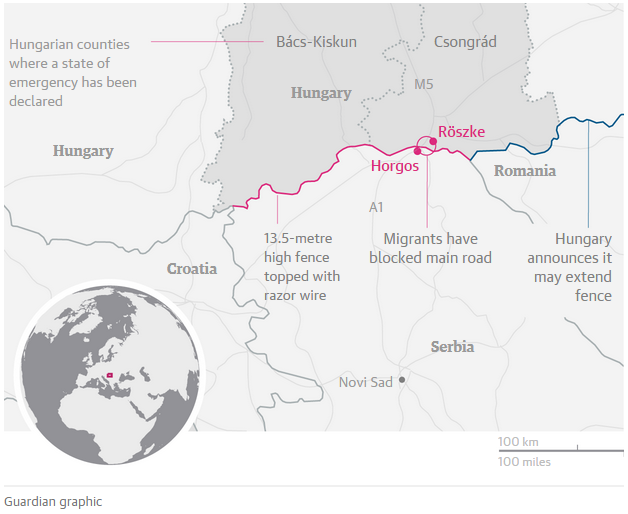 Hungarian counties
where a state of
emergency has been
declared
Bács-Kiskun
Csongrád
Hungary
M5
Hungary
Röszke
Horgos
Romania
A1
13.5-metre
high fence
topped with
razor wire
Migrants have
blocked main road
Hungary
announces it
may extend
fence
Croatia
Serbia
Novi Sad
100 km
100 miles
Guardian graphic